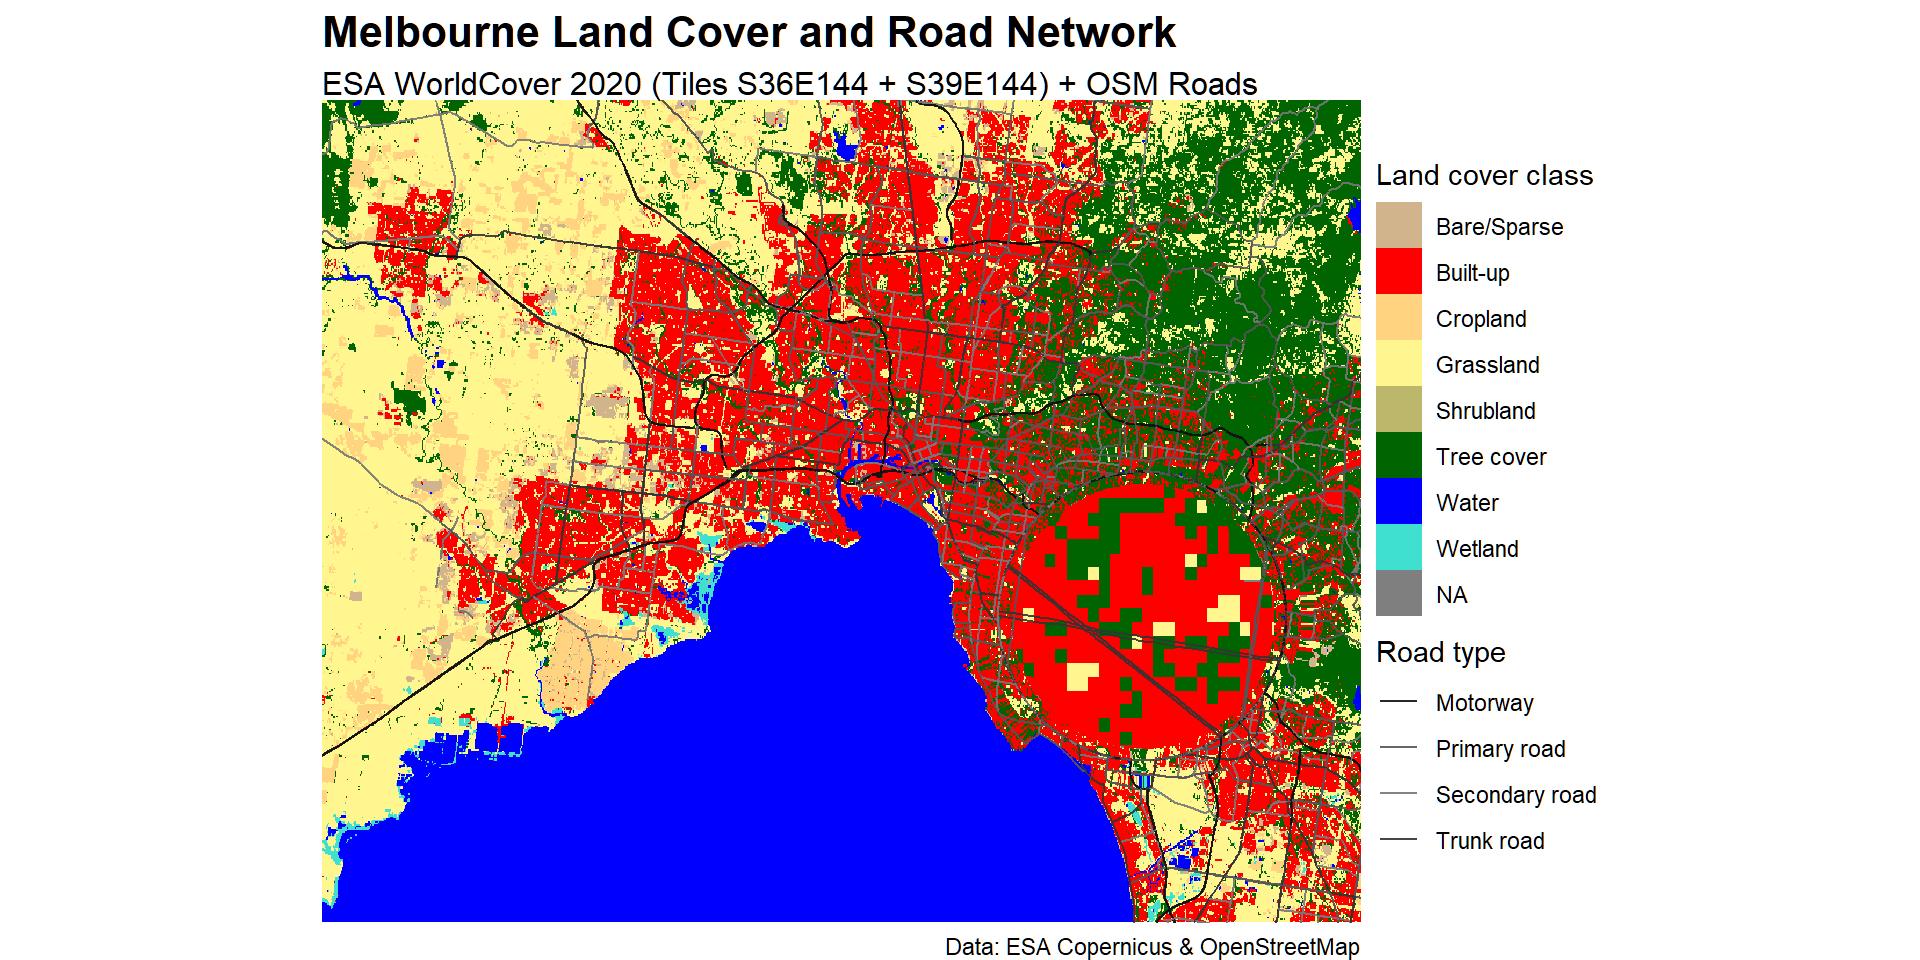 Melbourne Land Cover and Road Network
ESA WorldCover 2020 (Tiles S36E144 + S39E144) + OSM Roads
Land cover class
Bare/Sparse
Built-up
Cropland
Grassland
Shrubland
Tree cover
Water
Wetland
NA
Road type
Motorway
Primary road
Secondary road
Trunk road
Data: ESA Copernicus & OpenStreetMap